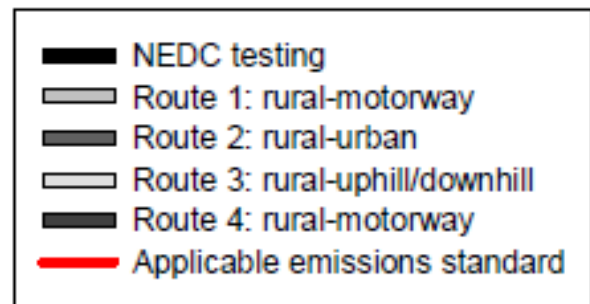 NEDC testing
Route 1: rural-motorway
Route 2: rural-urban
Route 3: rural-uphill/downhill
Route 4: rural-motorway
Applicable emissions standard